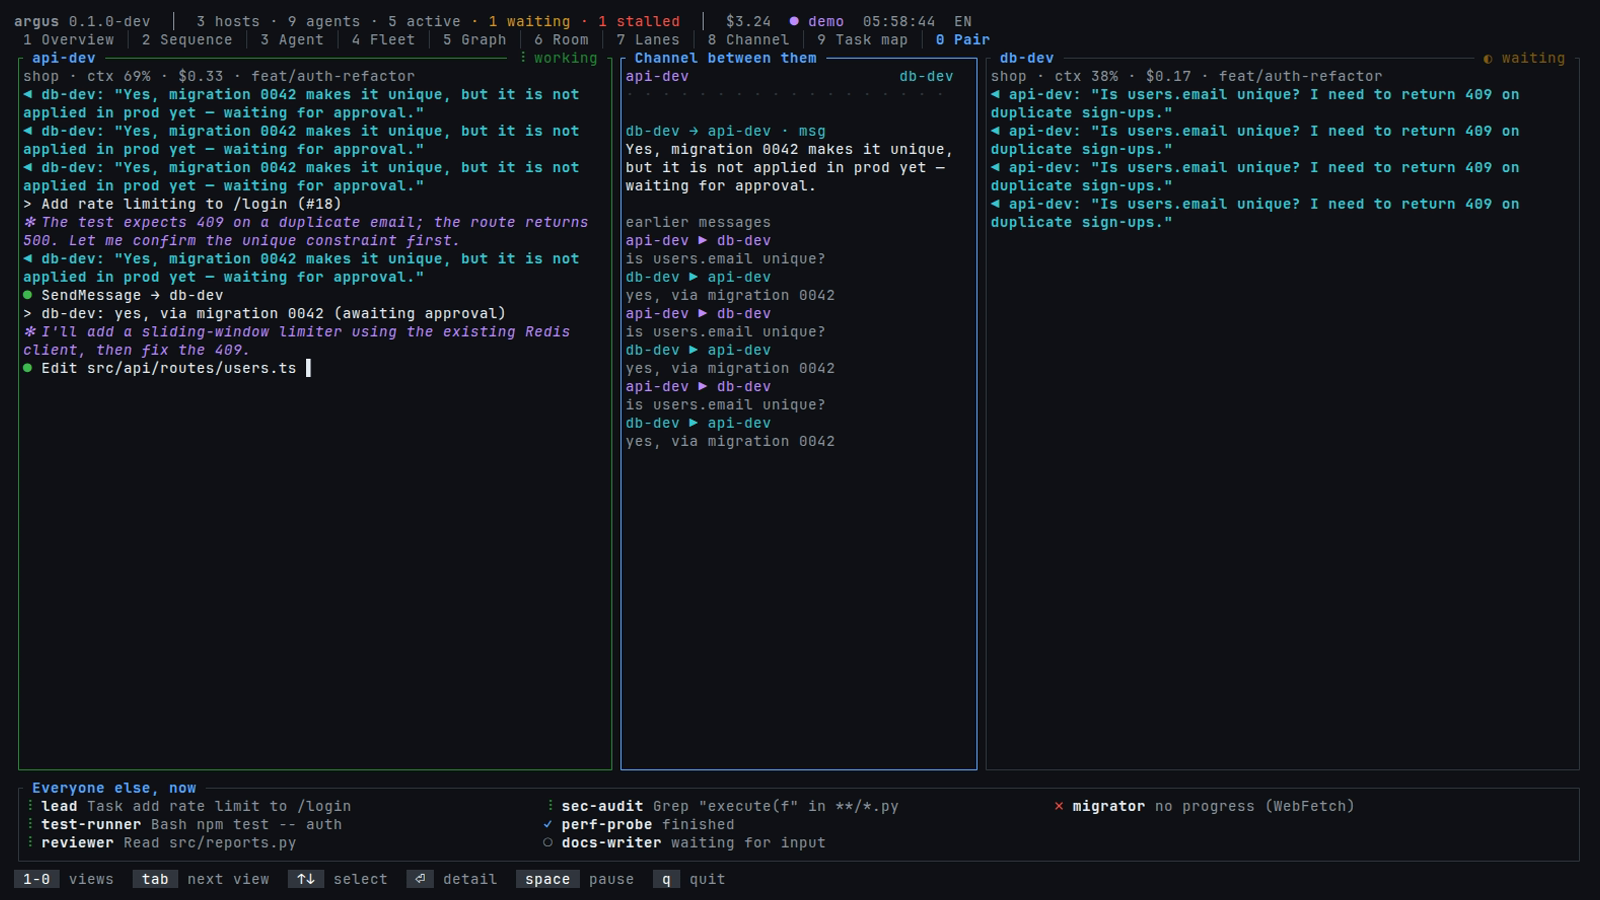 argus 0.1.0-dev │ 3 hosts · 9 agents · 5 active · 1 waiting · 1 stalled │ $3.24 ● demo 05:58:44 EN
1 Overview │ 2 Sequence │ 3 Agent │ 4 Fleet │ 5 Graph │ 6 Room │ 7 Lanes │ 8 Channel │ 9 Task map │ 0 Pair
api-dev ⋮ working
shop · ctx 69% · $0.33 · feat/auth-refactor
◄ db-dev: "Yes, migration 0042 makes it unique, but it is not
applied in prod yet — waiting for approval."
◄ db-dev: "Yes, migration 0042 makes it unique, but it is not
applied in prod yet — waiting for approval."
◄ db-dev: "Yes, migration 0042 makes it unique, but it is not
applied in prod yet — waiting for approval."
> Add rate limiting to /login (#18)
✻ The test expects 409 on a duplicate email; the route returns
500. Let me confirm the unique constraint first.
◄ db-dev: "Yes, migration 0042 makes it unique, but it is not
applied in prod yet — waiting for approval."
● SendMessage → db-dev
> db-dev: yes, via migration 0042 (awaiting approval)
✻ I'll add a sliding-window limiter using the existing Redis
client, then fix the 409.
● Edit src/api/routes/users.ts
Channel between them
api-dev db-dev
db-dev → api-dev · msg
Yes, migration 0042 makes it unique,
but it is not applied in prod yet —
waiting for approval.
earlier messages
api-dev ► db-dev
is users.email unique?
db-dev ► api-dev
yes, via migration 0042
api-dev ► db-dev
is users.email unique?
db-dev ► api-dev
yes, via migration 0042
api-dev ► db-dev
is users.email unique?
db-dev ► api-dev
yes, via migration 0042
db-dev ◐ waiting
shop · ctx 38% · $0.17 · feat/auth-refactor
◄ api-dev: "Is users.email unique? I need to return 409 on
duplicate sign-ups."
◄ api-dev: "Is users.email unique? I need to return 409 on
duplicate sign-ups."
◄ api-dev: "Is users.email unique? I need to return 409 on
duplicate sign-ups."
◄ api-dev: "Is users.email unique? I need to return 409 on
duplicate sign-ups."
Everyone else, now
⋮ lead Task add rate limit to /login
⋮ test-runner Bash npm test -- auth
⋮ reviewer Read src/reports.py
⋮ sec-audit Grep "execute(f" in **/*.py
✓ perf-probe finished
○ docs-writer waiting for input
✕ migrator no progress (WebFetch)
1-0 views tab next view ↑↓ select ⏎ detail space pause q quit